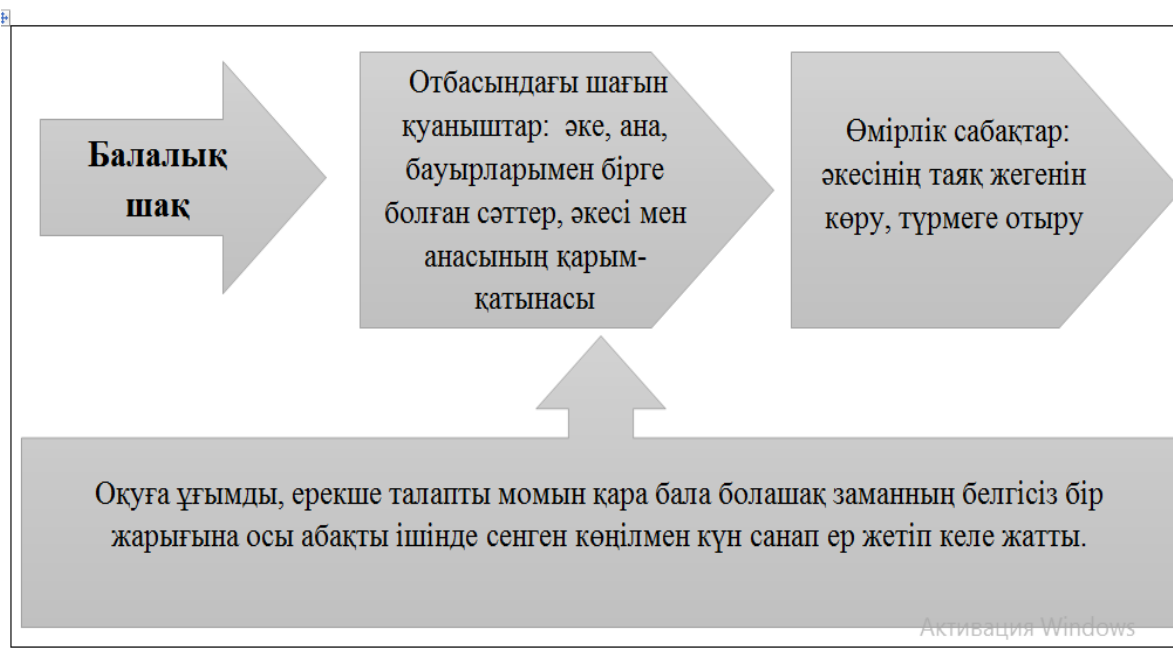 Балалық
шақ
Отбасындағы шағын
қуаныштар:  әке, ана,
бауырларымен бірге
болған сәттер, әкесі мен
анасының қарым-
қатынасы
Өмірлік сабақтар:
әкесінің таяқ жегенін
көру, түрмеге отыру
Оқуға ұғымды, ерекше талапты момын қара бала болашақ заманның белгісіз бір
жарығына осы абақты ішінде сенген көңілмен күн санап ер жетіп келе жатты.
Активация Windows